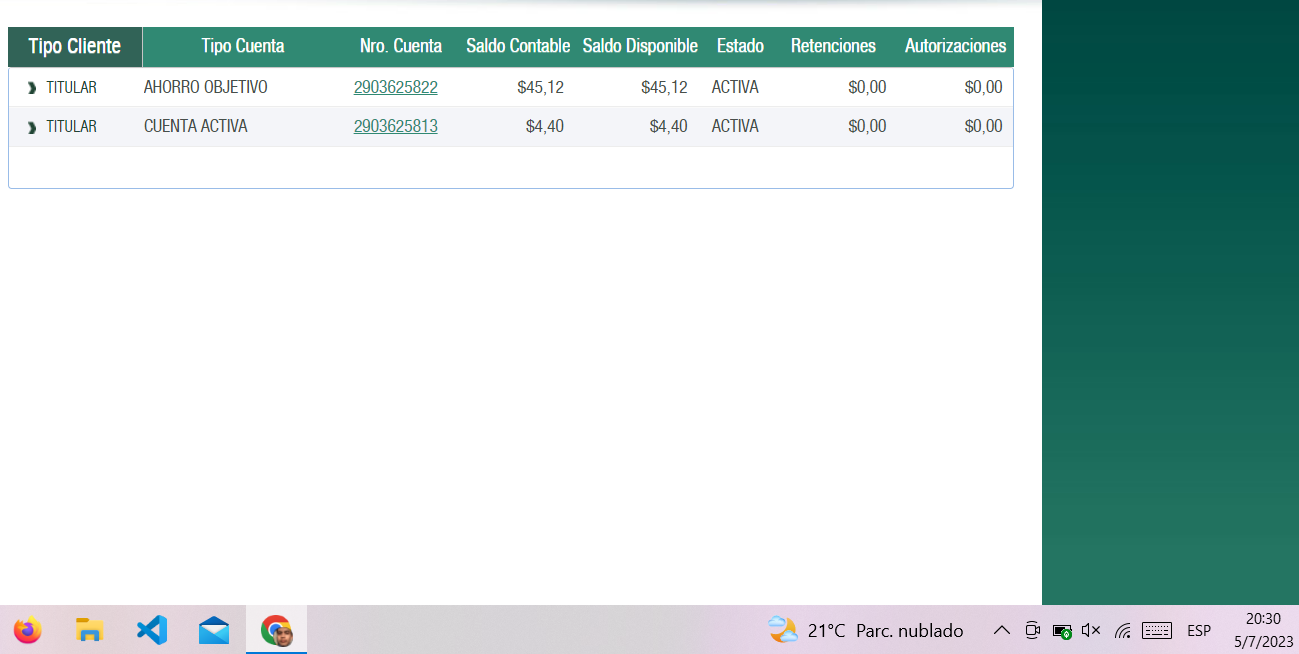 Tipo Cliente Tipo Cuenta Nro. Cuenta Saldo Contable Saldo Disponible Estado Retenciones Autorizaciones
TITULAR AHORRO OBJETIVO 2903625822 $45,12 $45,12 ACTIVA $0,00 $0,00
TITULAR CUENTA ACTIVA 2903625813 $4,40 $4,40 ACTIVA $0,00 $0,00
21°C Parc. nublado ESP 20:30
5/7/2023